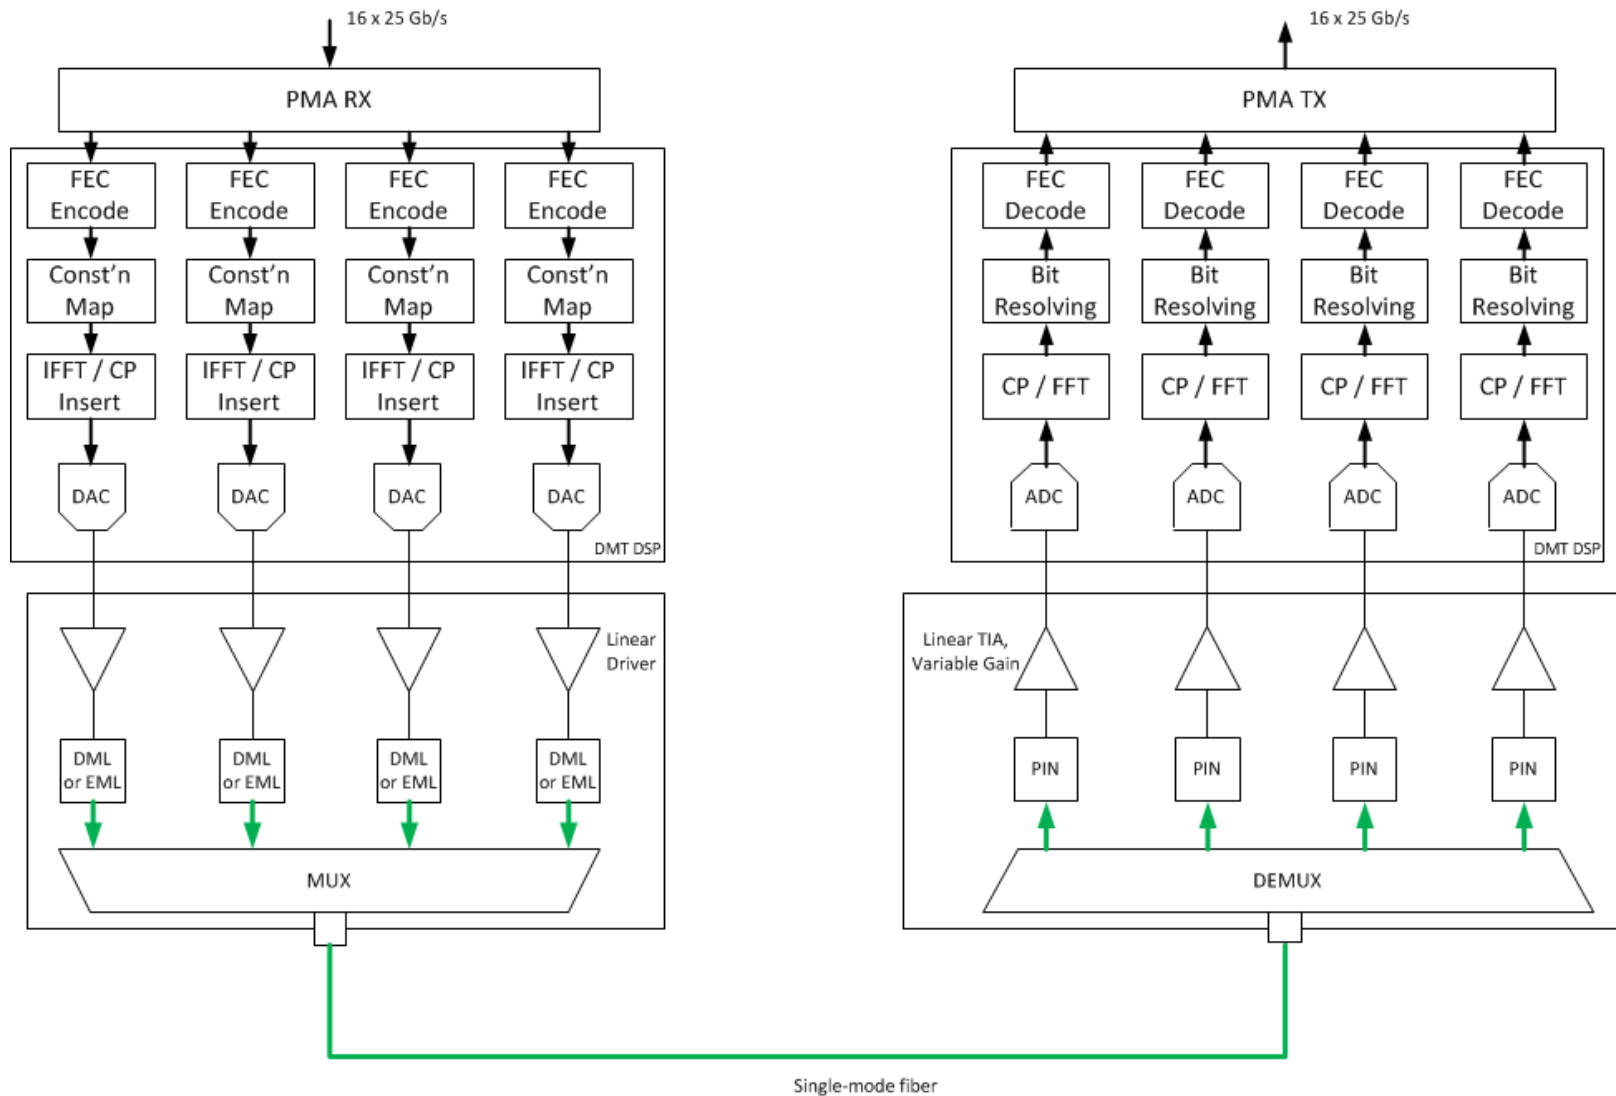 16 x 25 Gb/s
16 x 25 Gb/s
PMA RX
PMA TX
FEC
Encode
FEC
Encode
FEC
Encode
FEC
Encode
FEC
Decode
FEC
Decode
FEC
Decode
FEC
Decode
Const'n
Map
Const'n
Map
Const'n
Map
Const'n
Map
Bit
Resolving
Bit
Resolving
Bit
Resolving
Bit
Resolving
IFFT / CP
Insert
IFFT / CP
Insert
IFFT / CP
Insert
IFFT / CP
Insert
CP / FFT
CP / FFT
CP / FFT
CP / FFT
DAC
DAC
DAC
DAC
ADC
ADC
ADC
ADC
DMT DSP
DMT DSP
Linear
Driver
Linear TIA,
Variable Gain
DML
or EML
DML
or EML
DML
or EML
DML
or EML
PIN
PIN
PIN
PIN
MUX
DEMUX
Single-mode fiber